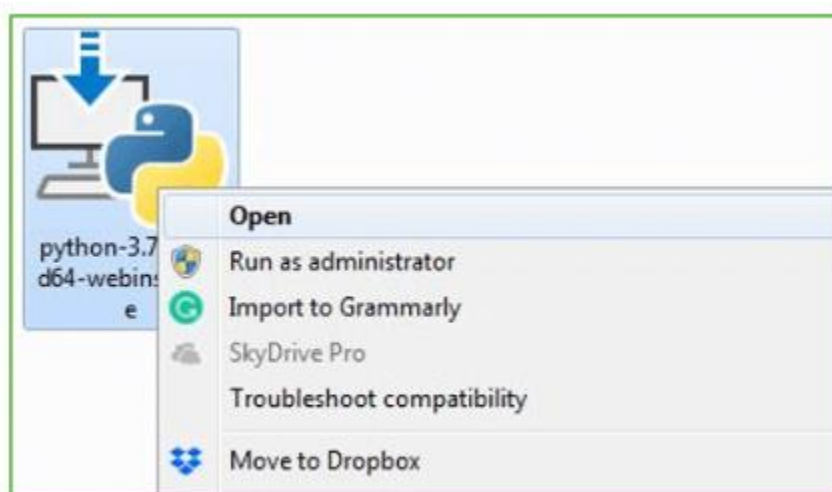 python-3.7
d64-webins
e
Open
Run as administrator
Import to Grammarly
SkyDrive Pro
Troubleshoot compatibility
Move to Dropbox